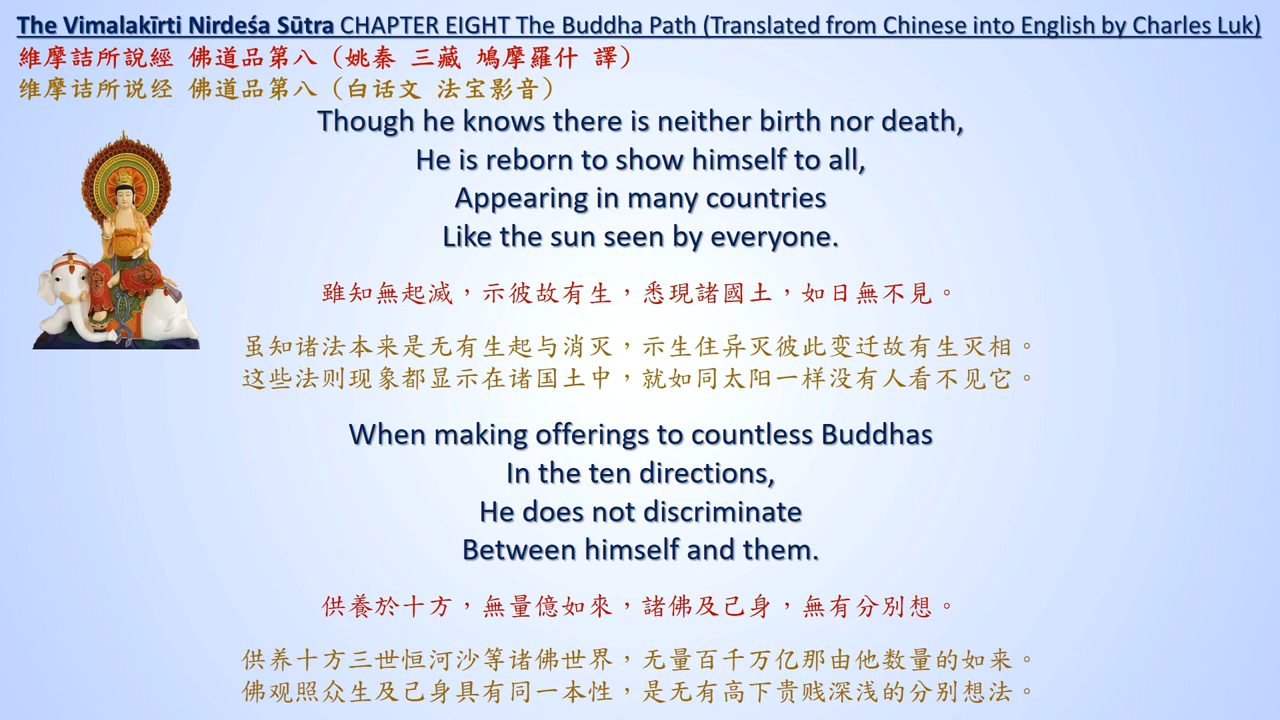 The Vimalakīrti Nirdeśa Sūtra CHAPTER EIGHT The Buddha Path (Translated from Chinese into English by Charles Luk)
維摩詰所說經 佛道品第八 (姚秦 三藏 鳩摩羅什 譯)
维摩诘所说经 佛道品第八 (白话文 法宝影音)
Though he knows there is neither birth nor death,
He is reborn to show himself to all,
Appearing in many countries
Like the sun seen by everyone.
雖知無起滅，示彼故有生，悉現諸國土，如日無不見。
虽知诸法本来是无有生起与消灭，示生住异灭彼此变迁故有生灭相。
这些法则现象都显示在诸国土中，就如同太阳一样没有人看不见它。
When making offerings to countless Buddhas
In the ten directions,
He does not discriminate
Between himself and them.
供養於十方，無量億如來，諸佛及己身，無有分別想。
供养十方三世恒河沙等诸佛世界，无量百千万亿那由他数量的如来。
佛观照众生及己身具有同一本性，是无有高下贵贱深浅的分别想法。